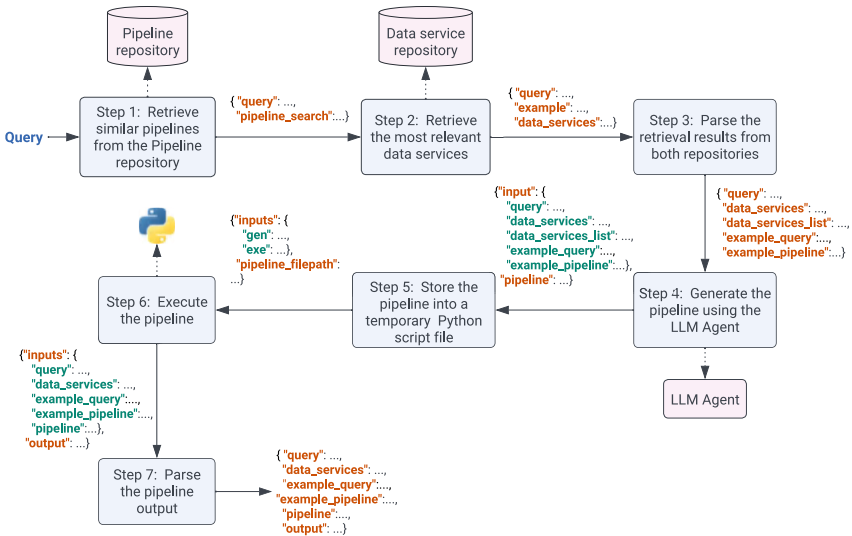 Pipeline
repository
Data service
repository
Query
Step 1: Retrieve
similar pipelines
from the Pipeline
repository
{ "query": ...,
"pipeline_search":...}
Step 2: Retrieve
the most relevant
data services
{ "query": ...,
"example": ...,
"data_services":...}
Step 3: Parse the
retrieval results from
both repositories
{ "query": ...,
"data_services": ...,
"data_services_list": ...,
"example_query":...,
"example_pipeline":...}
Step 4: Generate the
pipeline using the
LLM Agent
LLM Agent
{"input": {
"query": ...,
"data_services": ...,
"data_services_list": ...,
"example_query":...,
"example_pipeline":...},
"pipeline": ...}
Step 5: Store the
pipeline into a
temporary Python
script file
{"inputs": {
"gen": ...,
"exe": ...},
"pipeline_filepath":
...}
Step 6: Execute
the pipeline
{"inputs": {
"query": ...,
"data_services": ...,
"example_query":...,
"example_pipeline":...,
"pipeline":...},
"output": ...}
Step 7: Parse
the pipeline
output
{ "query": ...,
"data_services": ...,
"example_query":...,
"example_pipeline":...,
"pipeline":...,
"output": ...}